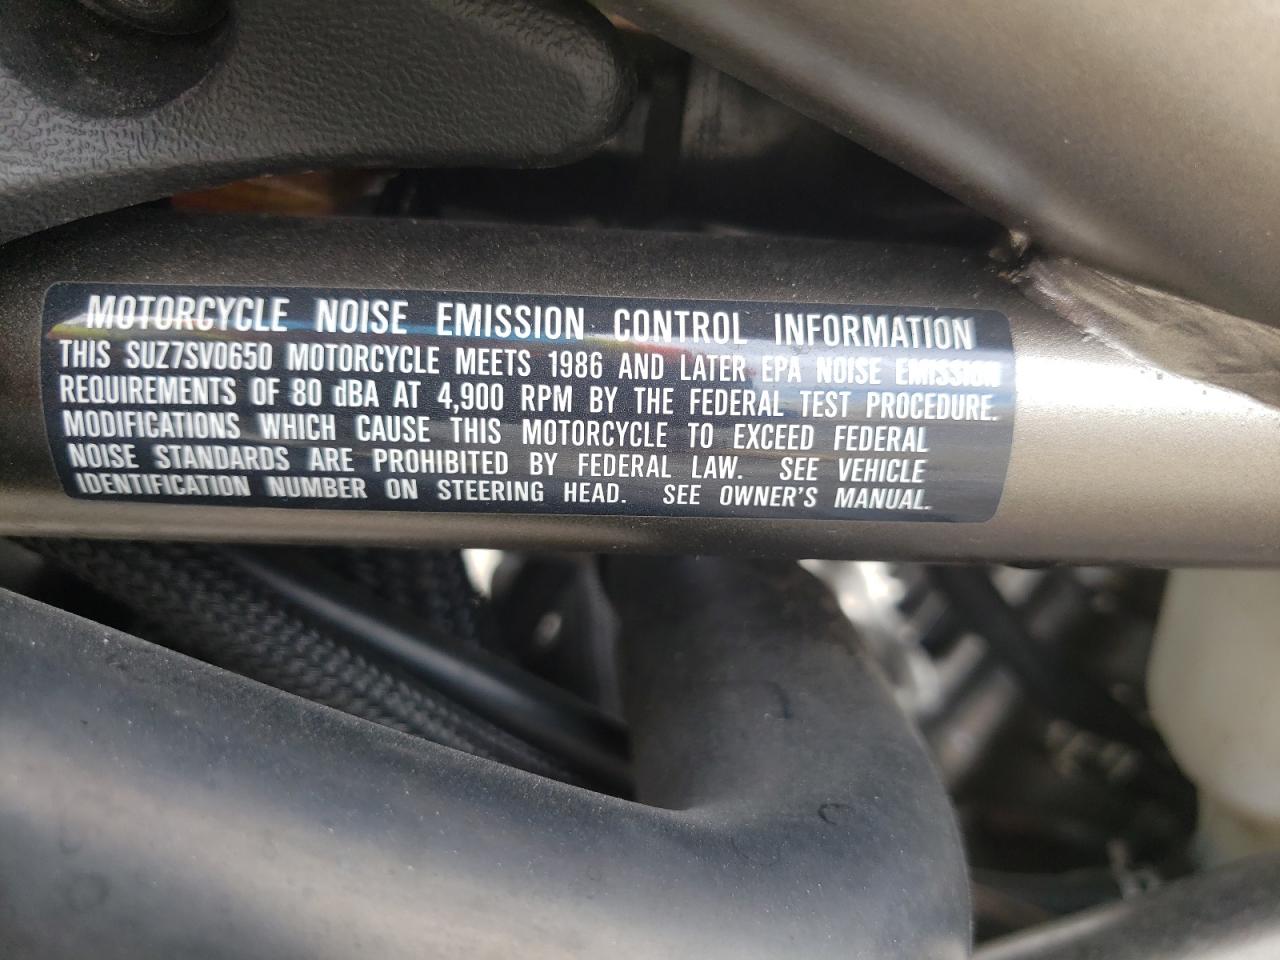 MOTORCYCLE NOISE EMISSION CONTROL INFORMATION
THIS SUZ7SV0650 MOTORCYCLE MEETS 1986 AND LATER EPA NOISE EMISSION
REQUIREMENTS OF 80 dBA AT 4,900 RPM BY THE FEDERAL TEST PROCEDURE.
MODIFICATIONS WHICH CAUSE THIS MOTORCYCLE TO EXCEED FEDERAL
NOISE STANDARDS ARE PROHIBITED BY FEDERAL LAW. SEE VEHICLE
IDENTIFICATION NUMBER ON STEERING HEAD. SEE OWNER'S MANUAL.